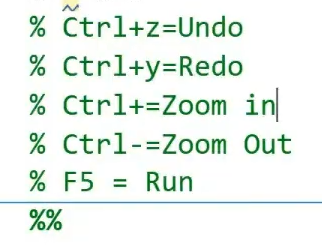 % Ctrl+z=Undo
% Ctrl+y=Redo
% Ctrl+=Zoom in
% Ctrl-=Zoom Out
% F5 = Run
%%